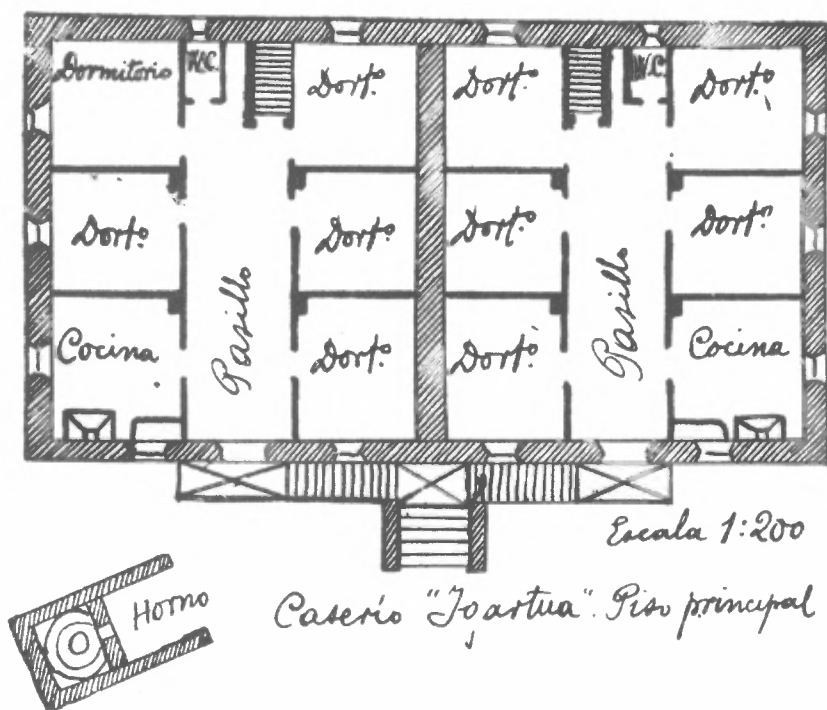 Dormitorio W.C. Dort.º Dort.º W.C. Dort.º
Dort.º Dort.º Dort.º Dort.º
Cocina Pasillo Dort.º Dort.º Pasillo Cocina
Escala 1:200
Horno
Caserío "Igartua". Piso principal